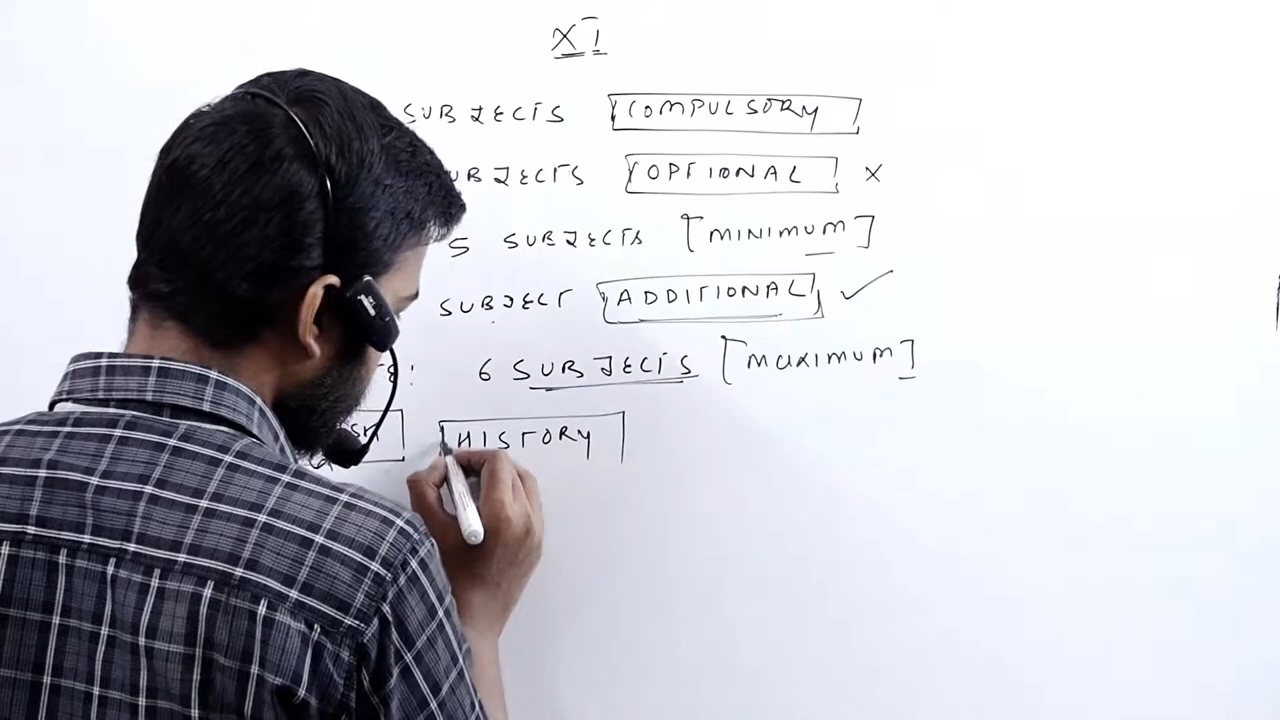 XI
SUBJECTS [COMPULSORY]
SUBJECTS [OPTIONAL] X
5 SUBJECTS [MINIMUM]
SUBJECT [ADDITIONAL] ✓
6 SUBJECTS [MAXIMUM]
HISTORY